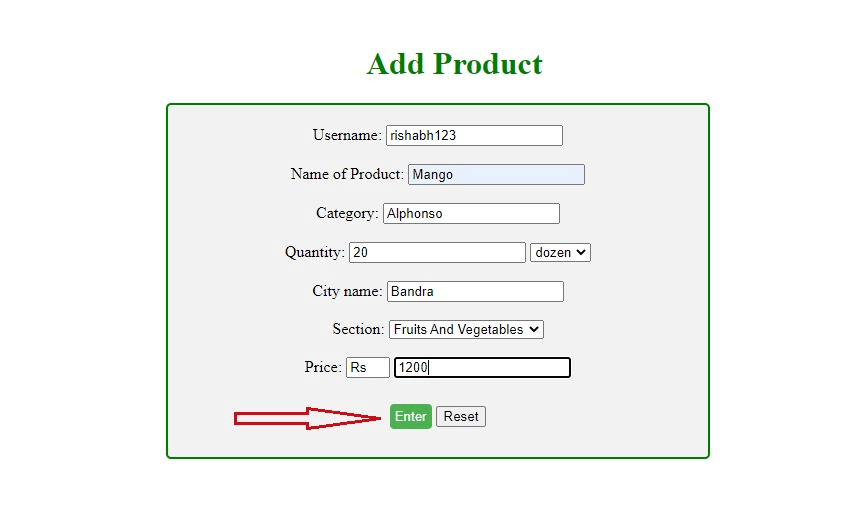 Add Product
Username: rishabh123
Name of Product: Mango
Category: Alphonso
Quantity: 20 dozen
City name: Bandra
Section: Fruits And Vegetables
Price: Rs 1200
Enter Reset